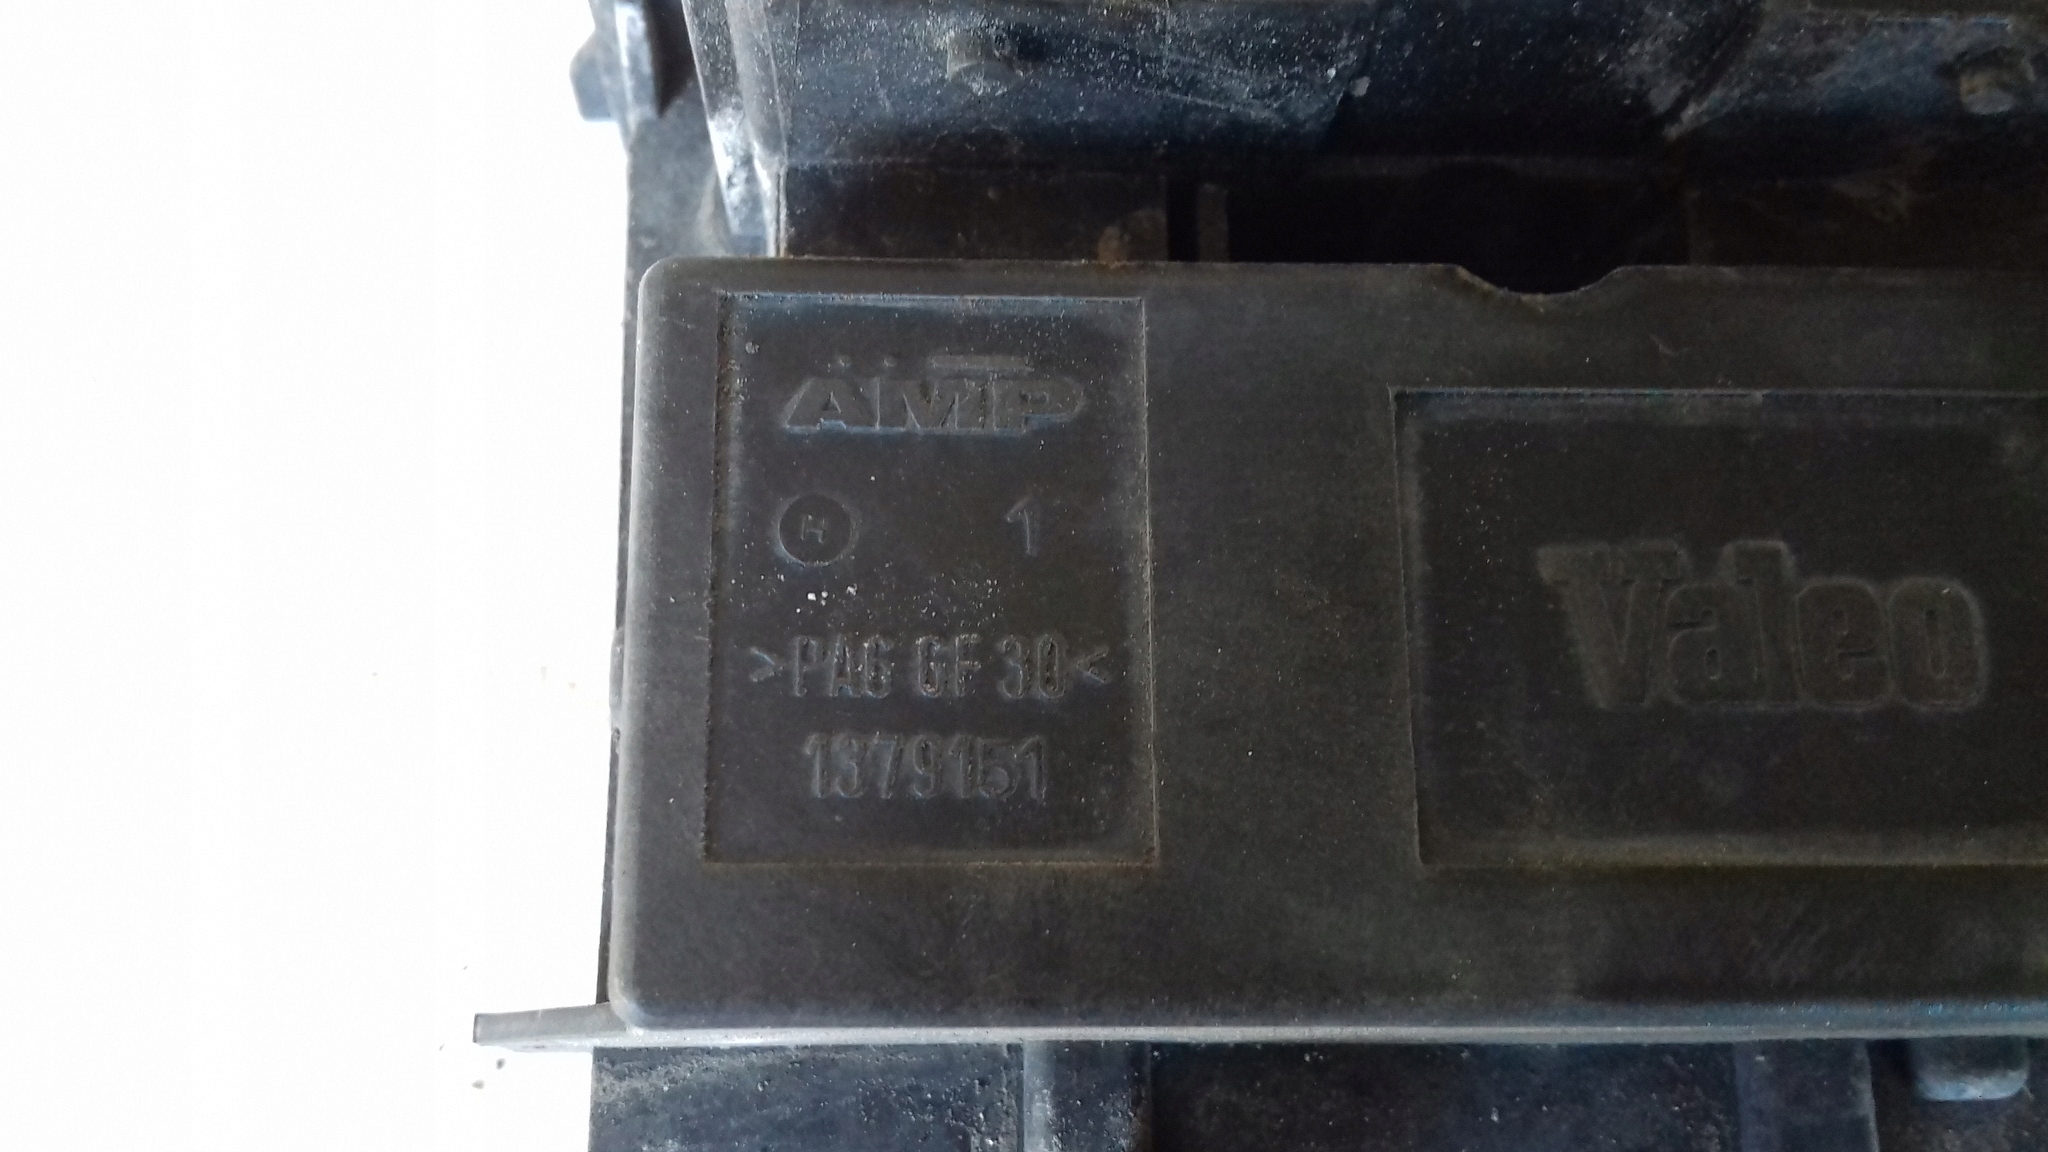 AMP
H 1
>PA6 GF 30<
1379151
Valeo